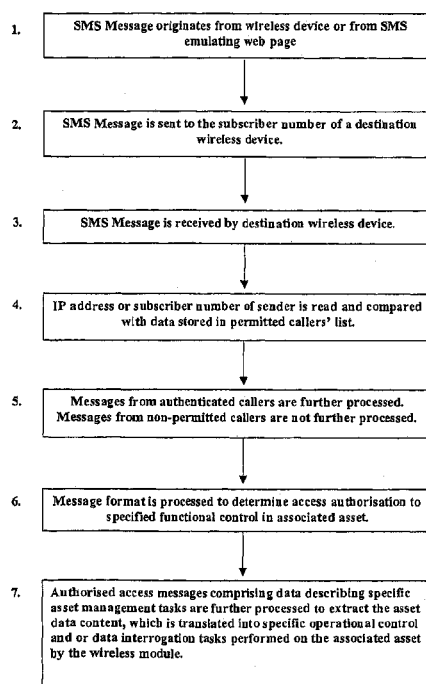 1. SMS Message originates from wireless device or from SMS
emulating web page
2. SMS Message is sent to the subscriber number of a destination
wireless device.
3. SMS Message is received by destination wireless device.
4. IP address or subscriber number of sender is read and compared
with data stored in permitted callers' list.
5. Messages from authenticated callers are further processed.
Messages from non-permitted callers are not further processed.
6. Message format is processed to determine access authorisation to
specified functional control in associated asset.
7. Authorised access messages comprising data describing specific
asset management tasks are further processed to extract the asset
data content, which is translated into specific operational control
and or data interrogation tasks performed on the associated asset
by the wireless module.